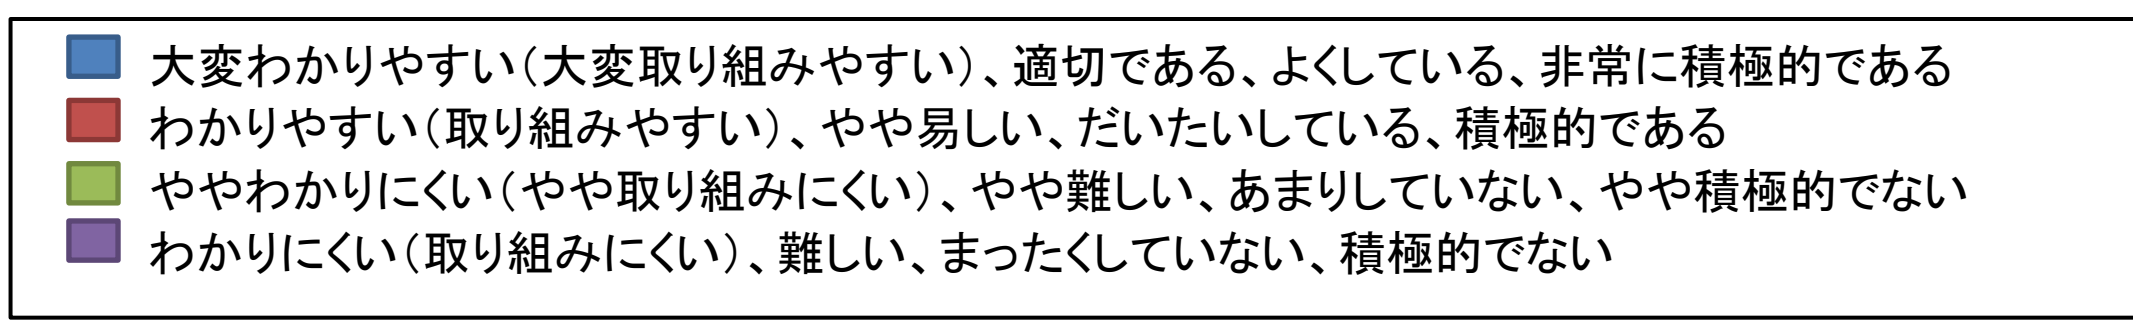 大変わかりやすい(大変取り組みやすい)、適切である、よくしている、非常に積極的である
わかりやすい(取り組みやすい)、やや易しい、だいたいしている、積極的である
ややわかりにくい(やや取り組みにくい)、やや難しい、あまりしていない、やや積極的でない
わかりにくい(取り組みにくい)、難しい、まったくしていない、積極的でない